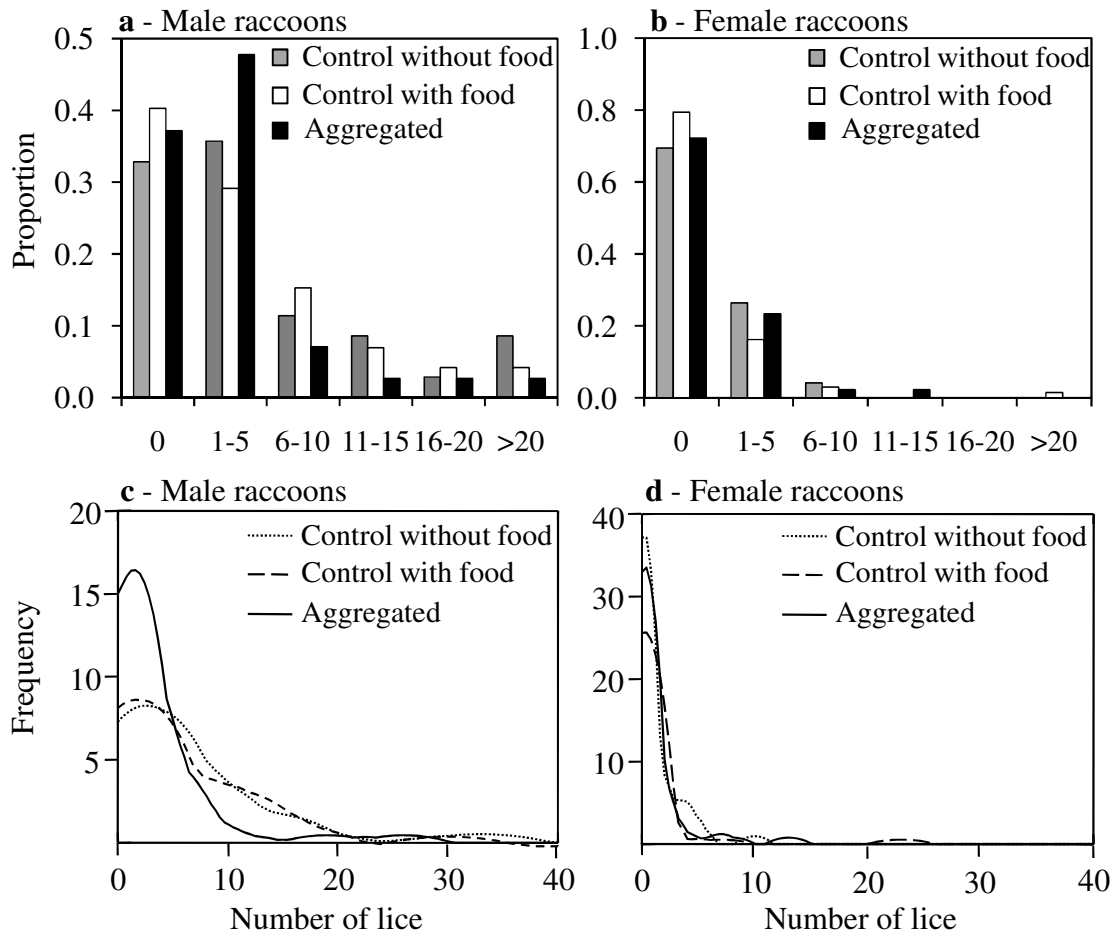 a - Male raccoons
0.5
0.4
0.3
0.2
0.1
0.0
Proportion
Control without food
Control with food
Aggregated
0 1-5 6-10 11-15 16-20 >20
b - Female raccoons
1.0
0.8
0.6
0.4
0.2
0.0
Control without food
Control with food
Aggregated
0 1-5 6-10 11-15 16-20 >20
c - Male raccoons
20
15
10
5
Frequency
Control without food
Control with food
Aggregated
0 10 20 30 40
Number of lice
d - Female raccoons
40
30
20
10
Control without food
Control with food
Aggregated
0 10 20 30 40
Number of lice